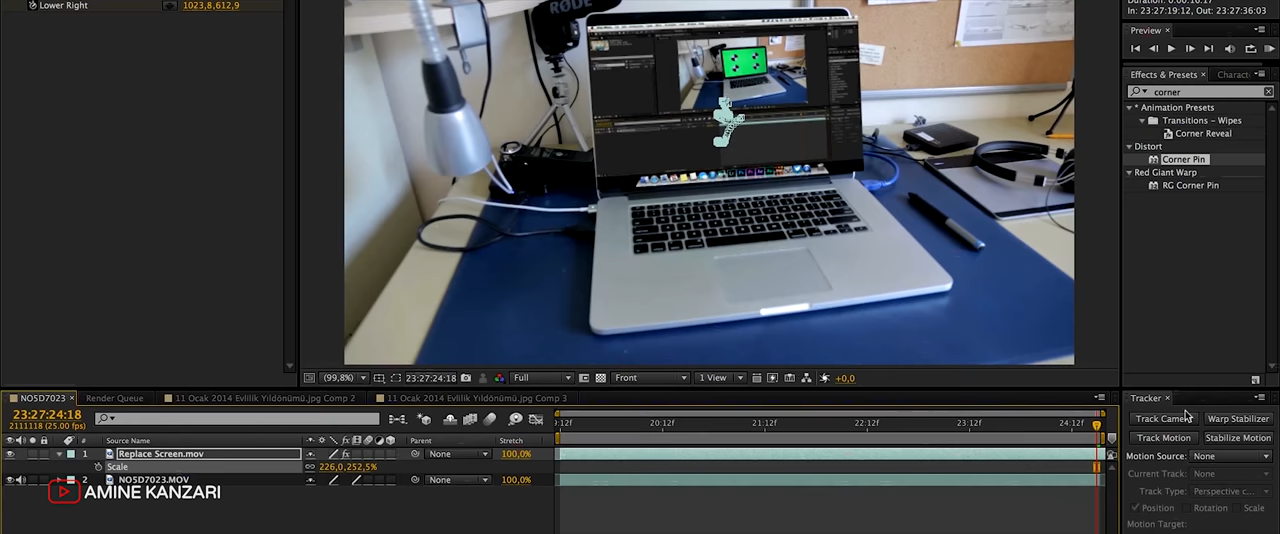 Lower Right
1023,8,612,9
RØDE
Duration: 0:00:16:17
In: 23:27:19:12, Out: 23:27:36:03
Preview ×
Effects & Presets ×
Charact
corner
* Animation Presets
Transitions – Wipes
Corner Reveal
Distort
Corner Pin
Red Giant Warp
RG Corner Pin
(99,8%)
23:27:24:18
Full
Front
1 View
+0,0
NO5D7023 ×
Render Queue
11 Ocak 2014 Evlilik Yıldönümü.jpg Comp 2
11 Ocak 2014 Evlilik Yıldönümü.jpg Comp 3
23:27:24:18
2111118 (25.00 fps)
:12f
20:12f
21:12f
22:12f
23:12f
24:12f
#
Source Name
fx
Parent
Stretch
1
Replace Screen.mov
fx
None
100,0%
Scale
226,0,252,5%
2
NO5D7023.MOV
None
100,0%
AMINE KANZARI
Tracker ×
Track Camera
Warp Stabilizer
Track Motion
Stabilize Motion
Motion Source:
None
Current Track:
None
Track Type:
Perspective c...
Position
Rotation
Scale
Motion Target: